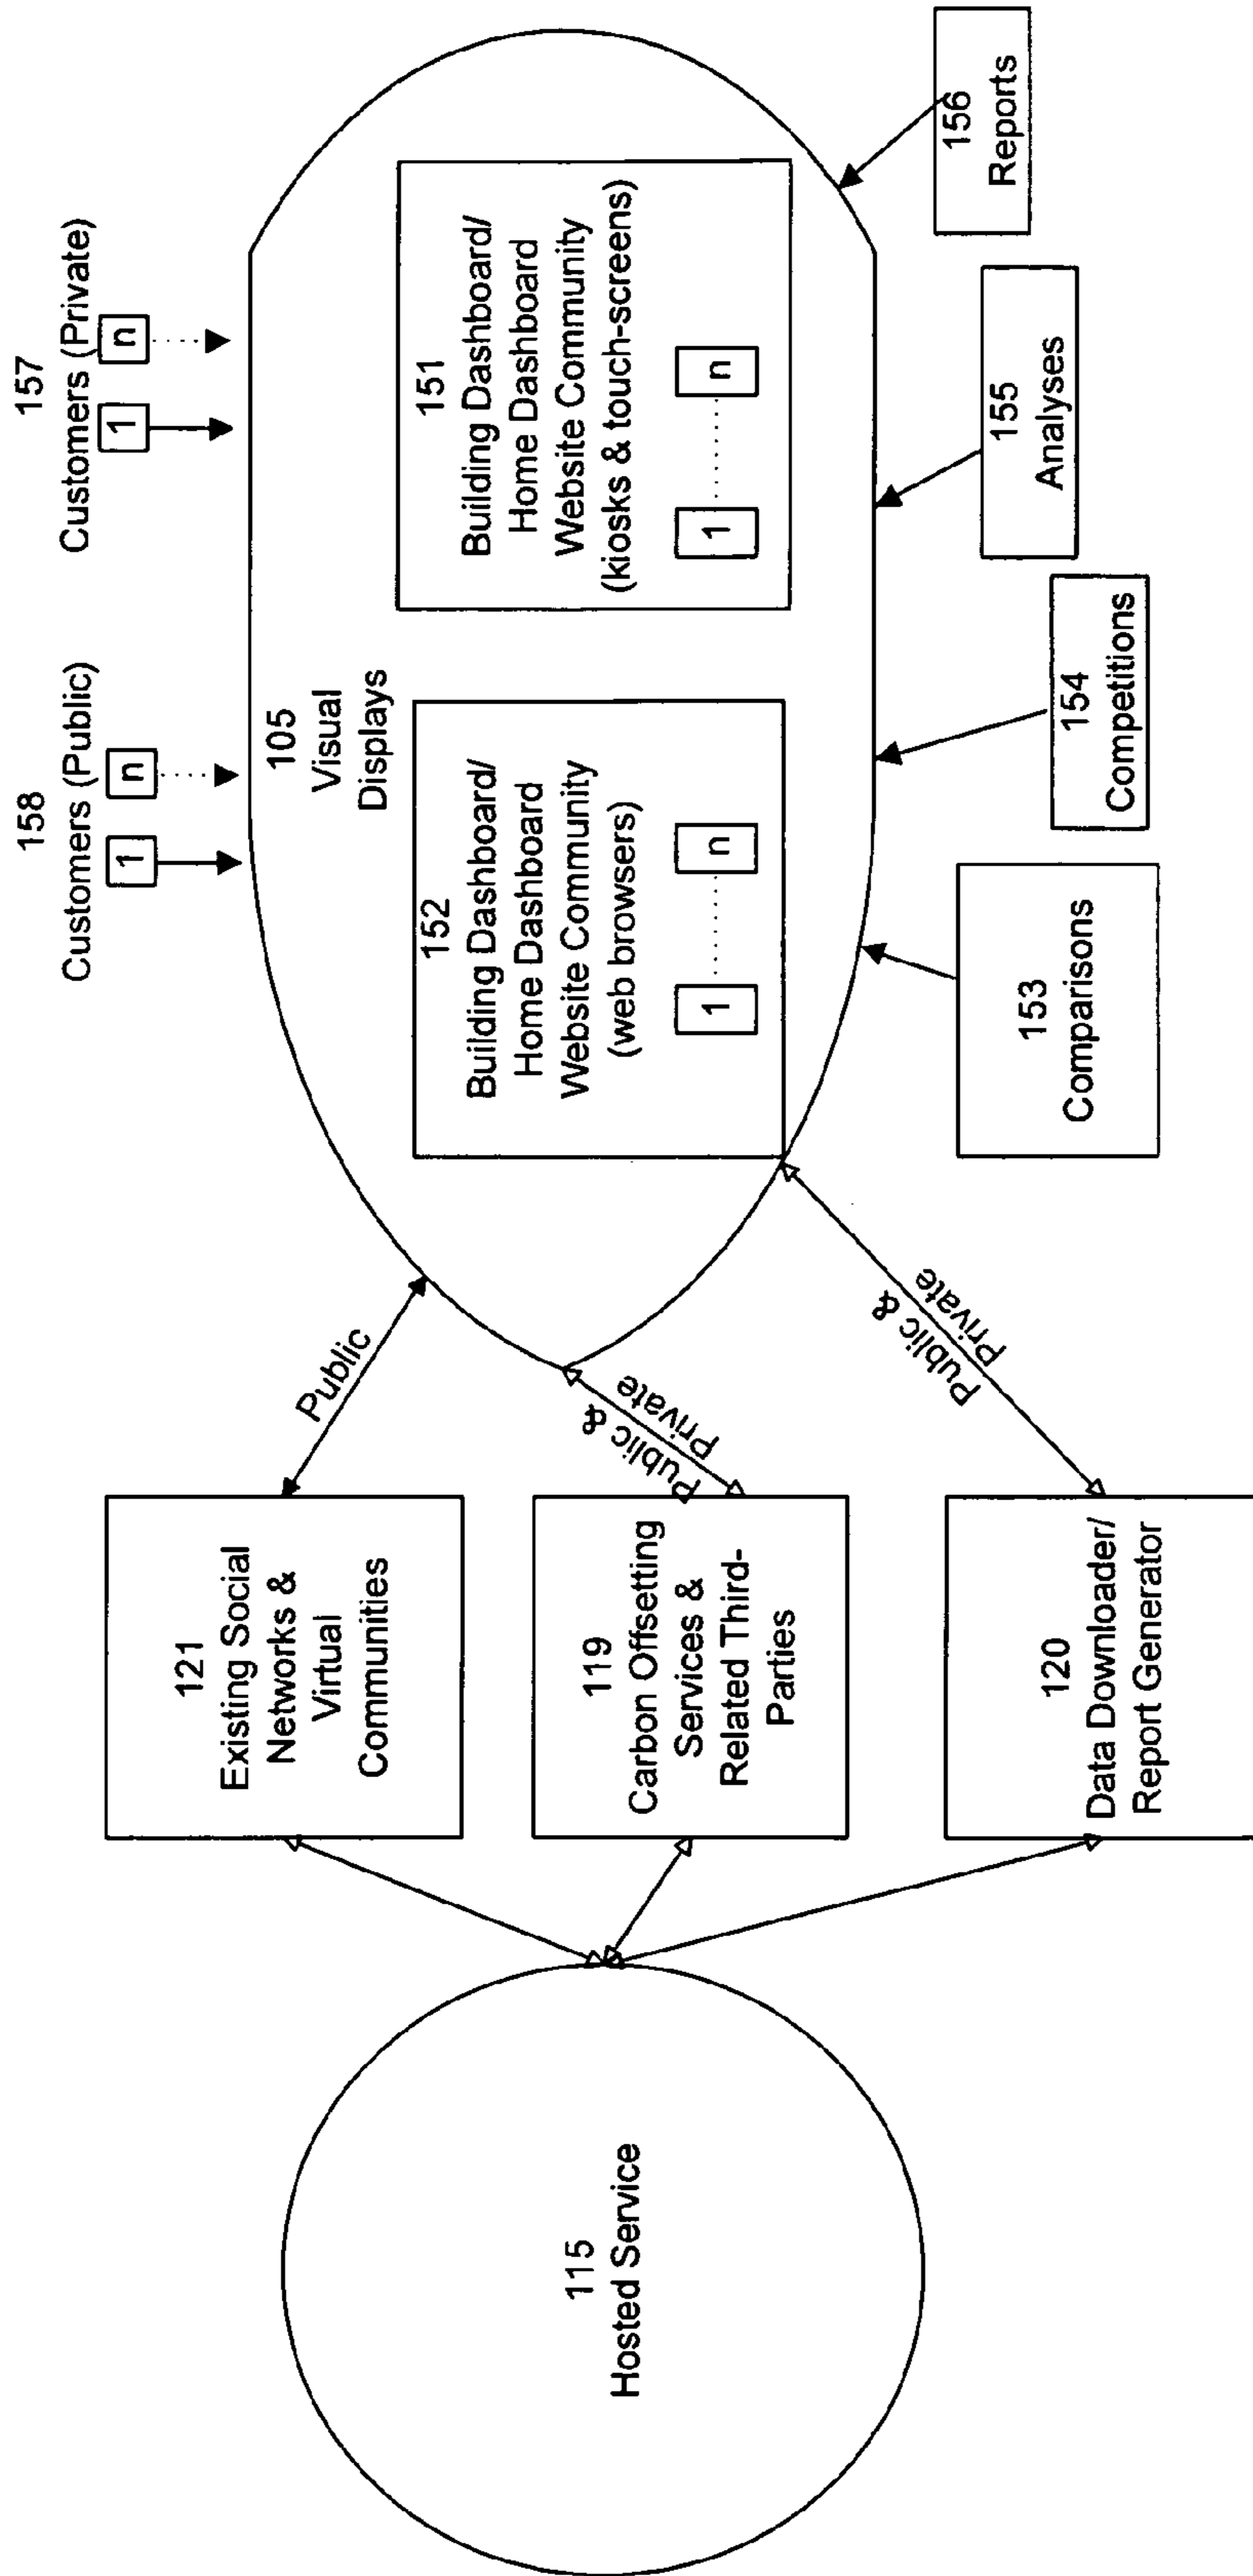 115
Hosted Service
121
Existing Social
Networks &
Virtual
Communities
119
Carbon Offsetting
Services &
Related Third-
Parties
120
Data Downloader/
Report Generator
Public
Public &
Private
Public &
Private
158
Customers (Public)
1
n
157
Customers (Private)
1
n
105
Visual
Displays
152
Building Dashboard/
Home Dashboard
Website Community
(web browsers)
1
n
151
Building Dashboard/
Home Dashboard
Website Community
(kiosks & touch-screens)
1
n
153
Comparisons
154
Competitions
155
Analyses
156
Reports